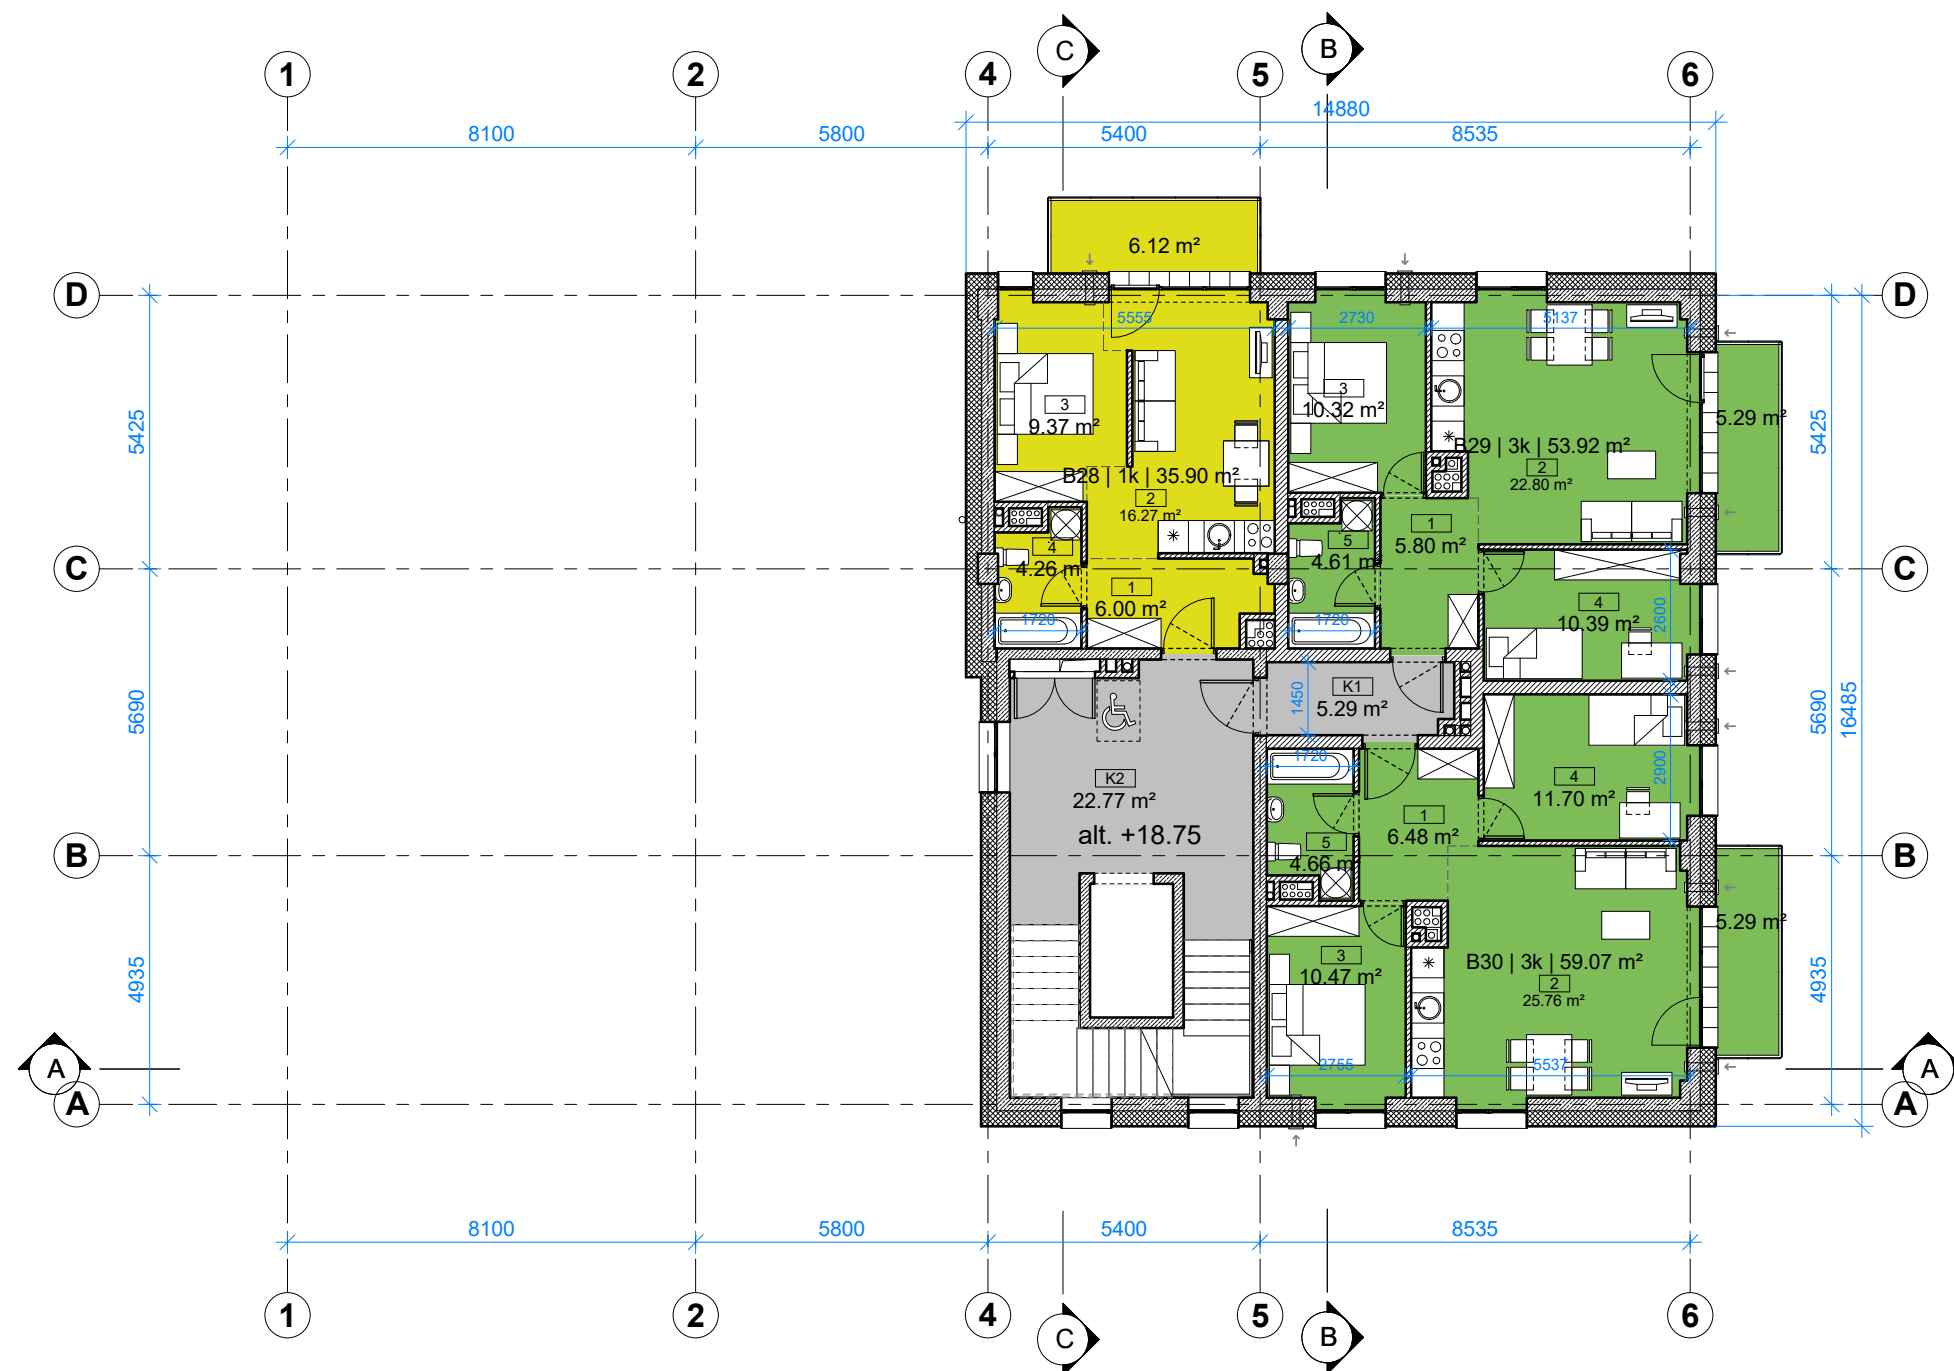 C
B
1
2
4
5
6
14880
8100
5800
5400
8535
6.12 m²
D
D
5555
2730
5137
3
9.37 m²
3
10.32 m²
5.29 m²
5425
5425
B28 | 1k | 35.90 m²
2
16.27 m²
B29 | 3k | 53.92 m²
2
22.80 m²
4
4.26 m²
1
5.80 m²
5
4.61 m²
C
C
1
6.00 m²
4
10.39 m²
2600
1720
1720
K1
5.29 m²
1450
5690
5690
16485
K2
22.77 m²
alt. +18.75
1720
4
11.70 m²
2900
1
6.48 m²
5
4.66 m²
B
B
5.29 m²
3
10.47 m²
B30 | 3k | 59.07 m²
2
25.76 m²
4935
4935
2755
5537
A
A
A
A
8100
5800
5400
8535
1
2
4
5
6
C
B